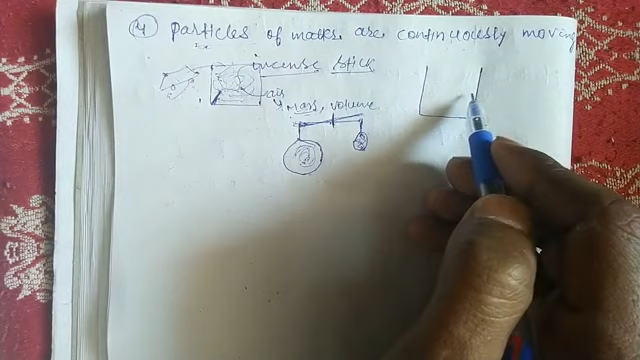 (4) Particles of matter are continuously moving
incense stick
air
mass, volume